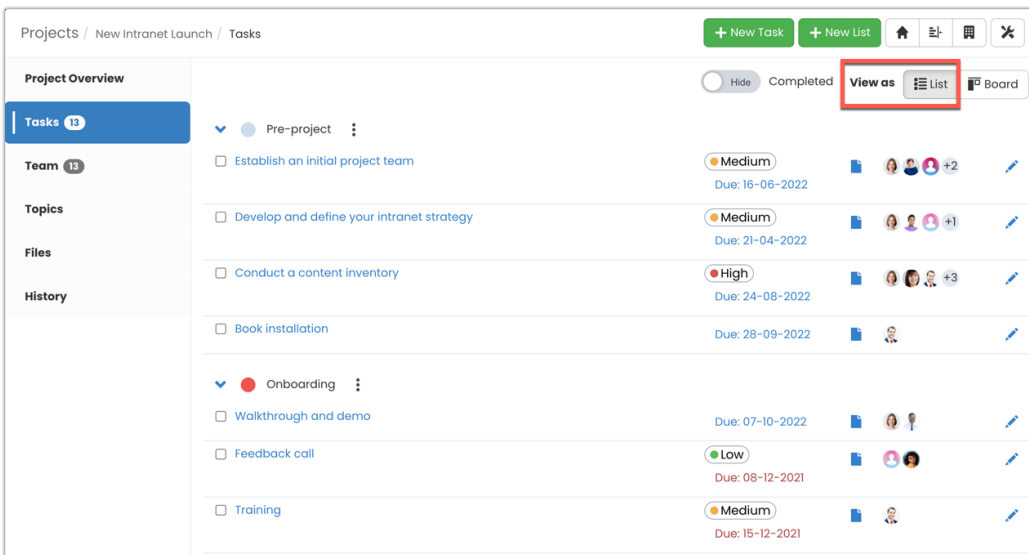 Projects / New Intranet Launch / Tasks
+ New Task + New List
Project Overview
Hide Completed View as List Board
Tasks 13
Pre-project
Establish an initial project team Medium +2
Due: 16-06-2022
Team 13
Topics
Develop and define your intranet strategy Medium +1
Due: 21-04-2022
Files
Conduct a content inventory High +3
Due: 24-08-2022
History
Book installation Due: 28-09-2022
Onboarding
Walkthrough and demo Due: 07-10-2022
Feedback call Low
Due: 08-12-2021
Training Medium
Due: 15-12-2021